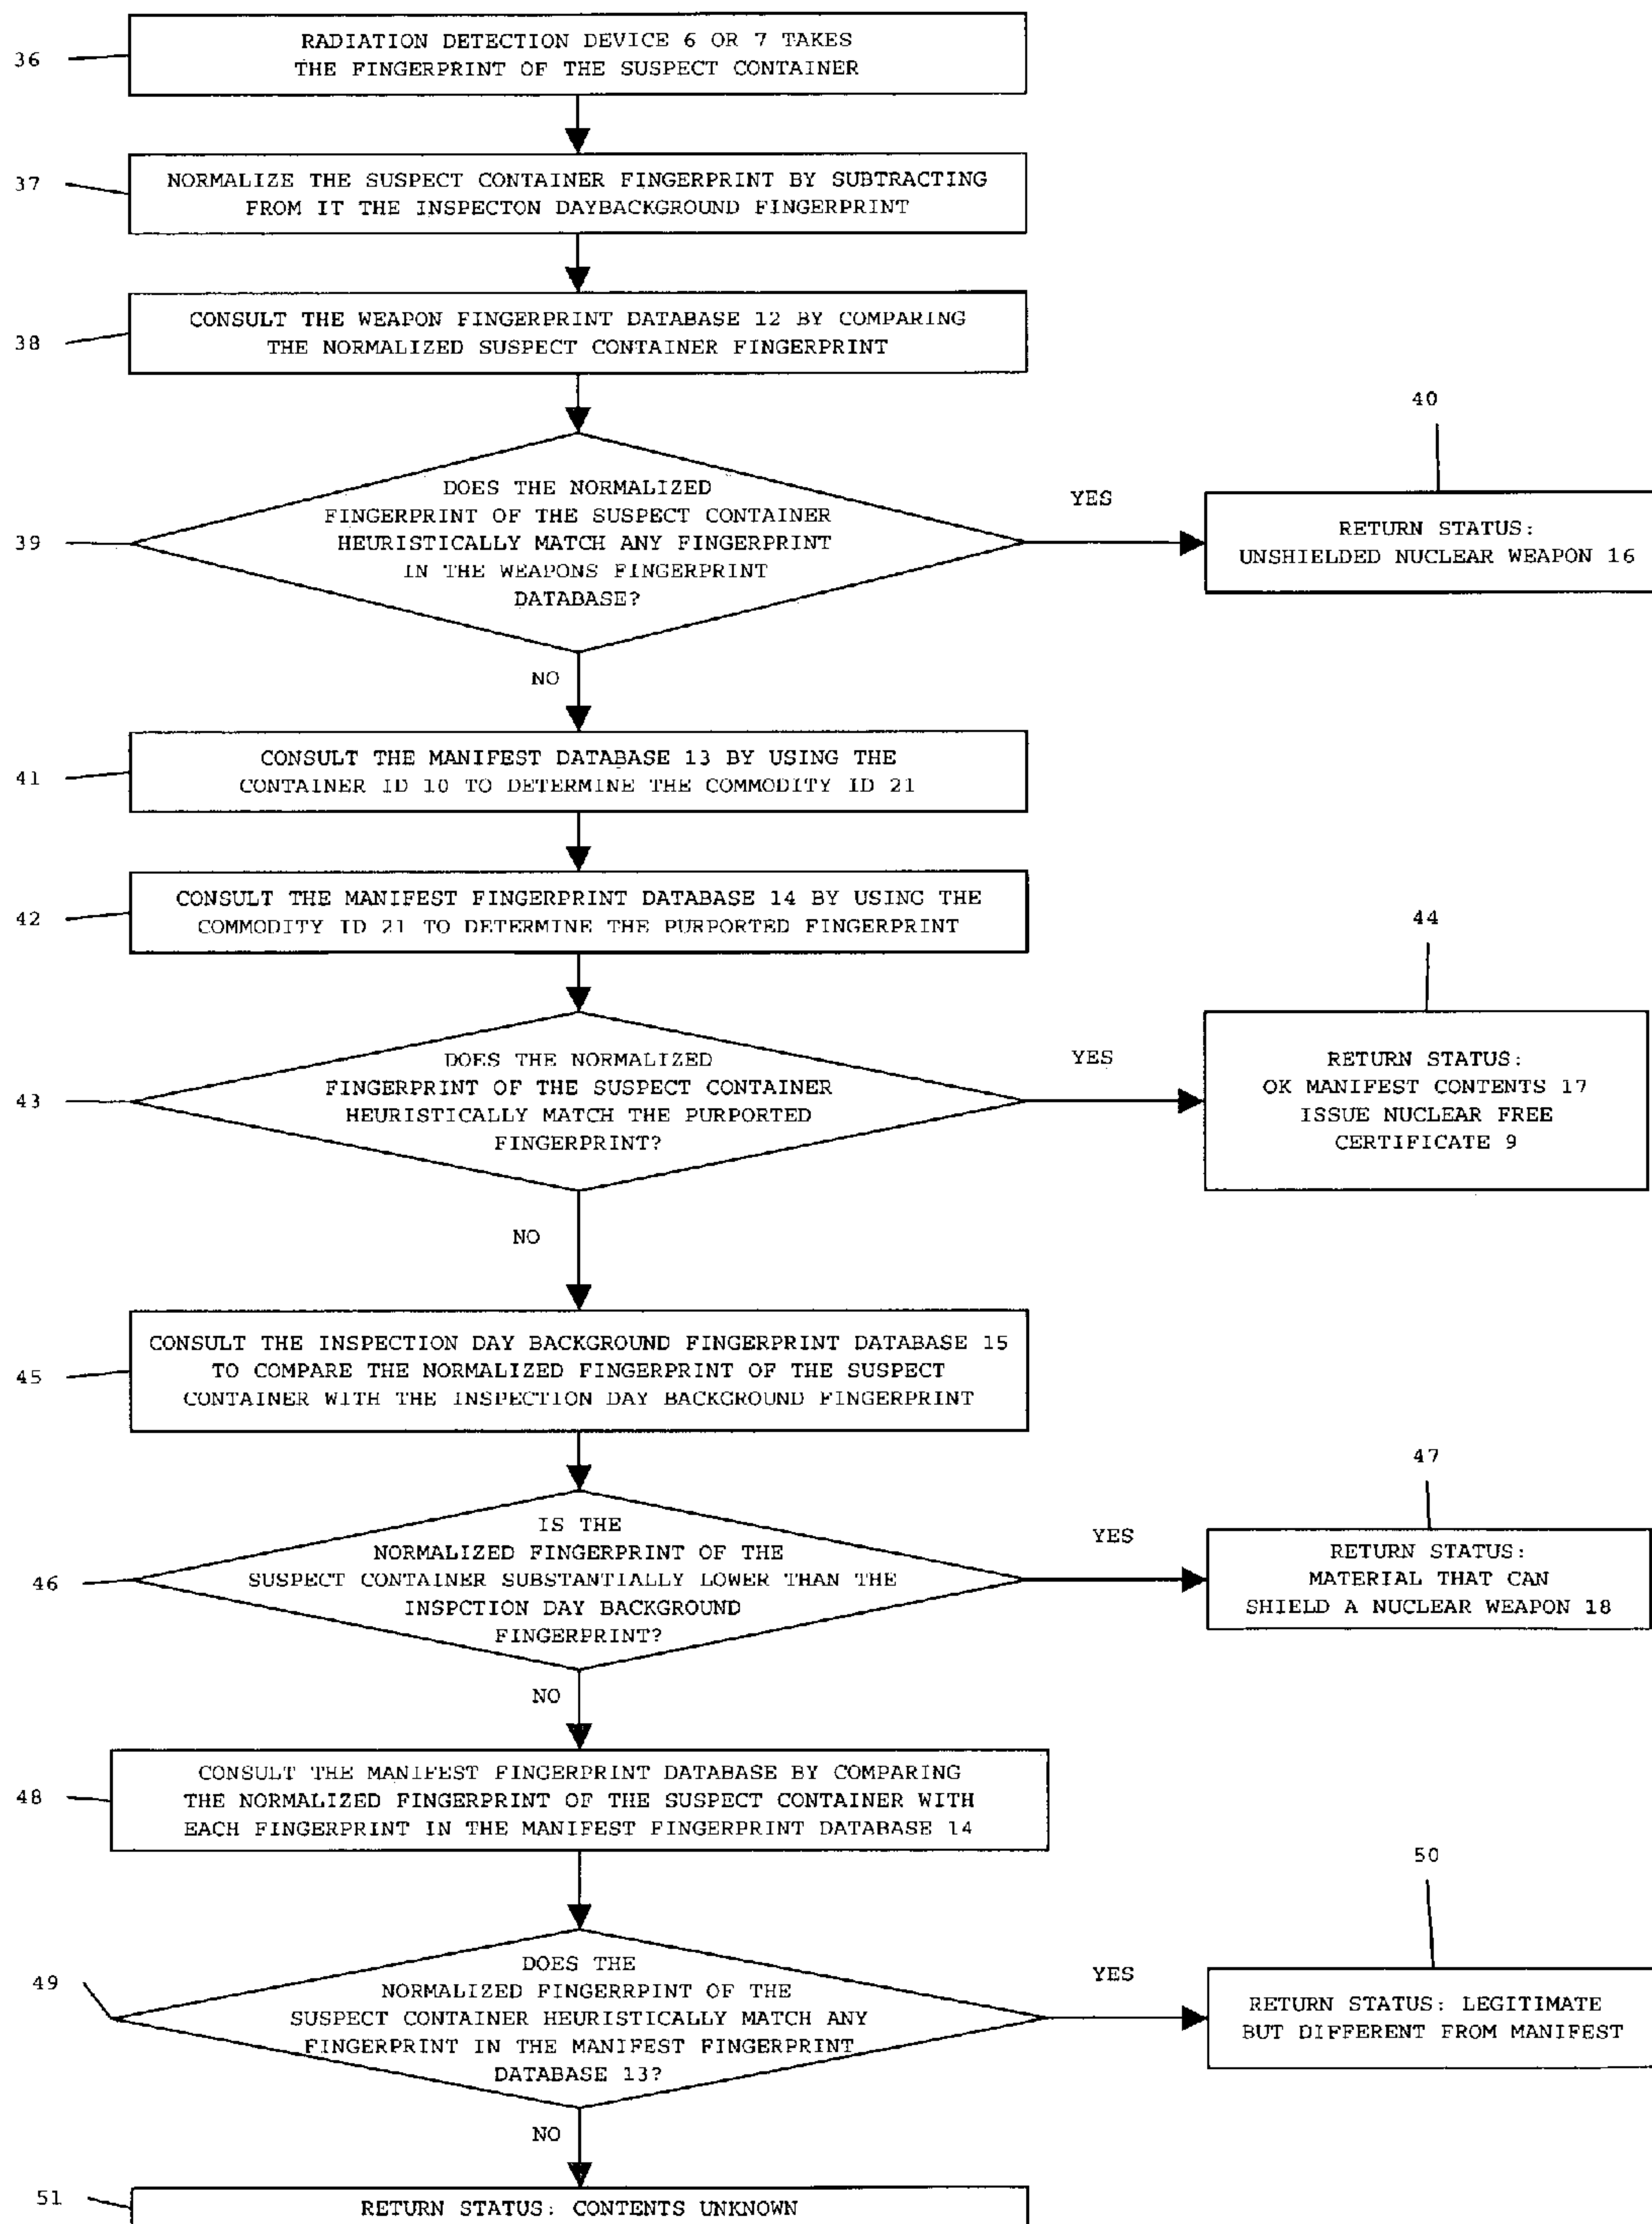 36
RADIATION DETECTION DEVICE 6 OR 7 TAKES
THE FINGERPRINT OF THE SUSPECT CONTAINER
37
NORMALIZE THE SUSPECT CONTAINER FINGERPRINT BY SUBTRACTING
FROM IT THE INSPECTON DAYBACKGROUND FINGERPRINT
38
CONSULT THE WEAPON FINGERPRINT DATABASE 12 BY COMPARING
THE NORMALIZED SUSPECT CONTAINER FINGERPRINT
39
DOES THE NORMALIZED
FINGERPRINT OF THE SUSPECT CONTAINER
HEURISTICALLY MATCH ANY FINGERPRINT
IN THE WEAPONS FINGERPRINT
DATABASE?
YES
40
RETURN STATUS:
UNSHIELDED NUCLEAR WEAPON 16
NO
41
CONSULT THE MANIFEST DATABASE 13 BY USING THE
CONTAINER ID 10 TO DETERMINE THE COMMODITY ID 21
42
CONSULT THE MANIFEST FINGERPRINT DATABASE 14 BY USING THE
COMMODITY ID 21 TO DETERMINE THE PURPORTED FINGERPRINT
43
DOES THE NORMALIZED
FINGERPRINT OF THE SUSPECT CONTAINER
HEURISTICALLY MATCH THE PURPORTED
FINGERPRINT?
YES
44
RETURN STATUS:
OK MANIFEST CONTENTS 17
ISSUE NUCLEAR FREE
CERTIFICATE 9
NO
45
CONSULT THE INSPECTION DAY BACKGROUND FINGERPRINT DATABASE 15
TO COMPARE THE NORMALIZED FINGERPRINT OF THE SUSPECT
CONTAINER WITH THE INSPECTION DAY BACKGROUND FINGERPRINT
46
IS THE
NORMALIZED FINGERPRINT OF THE
SUSPECT CONTAINER SUBSTANTIALLY LOWER THAN THE
INSPCTION DAY BACKGROUND
FINGERPRINT?
YES
47
RETURN STATUS:
MATERIAL THAT CAN
SHIELD A NUCLEAR WEAPON 18
NO
48
CONSULT THE MANIFEST FINGERPRINT DATABASE BY COMPARING
THE NORMALIZED FINGERPRINT OF THE SUSPECT CONTAINER WITH
EACH FINGERPRINT IN THE MANIFEST FINGERPRINT DATABASE 14
49
DOES THE
NORMALIZED FINGERRPINT OF THE
SUSPECT CONTAINER HEURISTICALLY MATCH ANY
FINGERPRINT IN THE MANIFEST FINGERPRINT
DATABASE 13?
YES
50
RETURN STATUS: LEGITIMATE
BUT DIFFERENT FROM MANIFEST
NO
51
RETURN STATUS: CONTENTS UNKNOWN